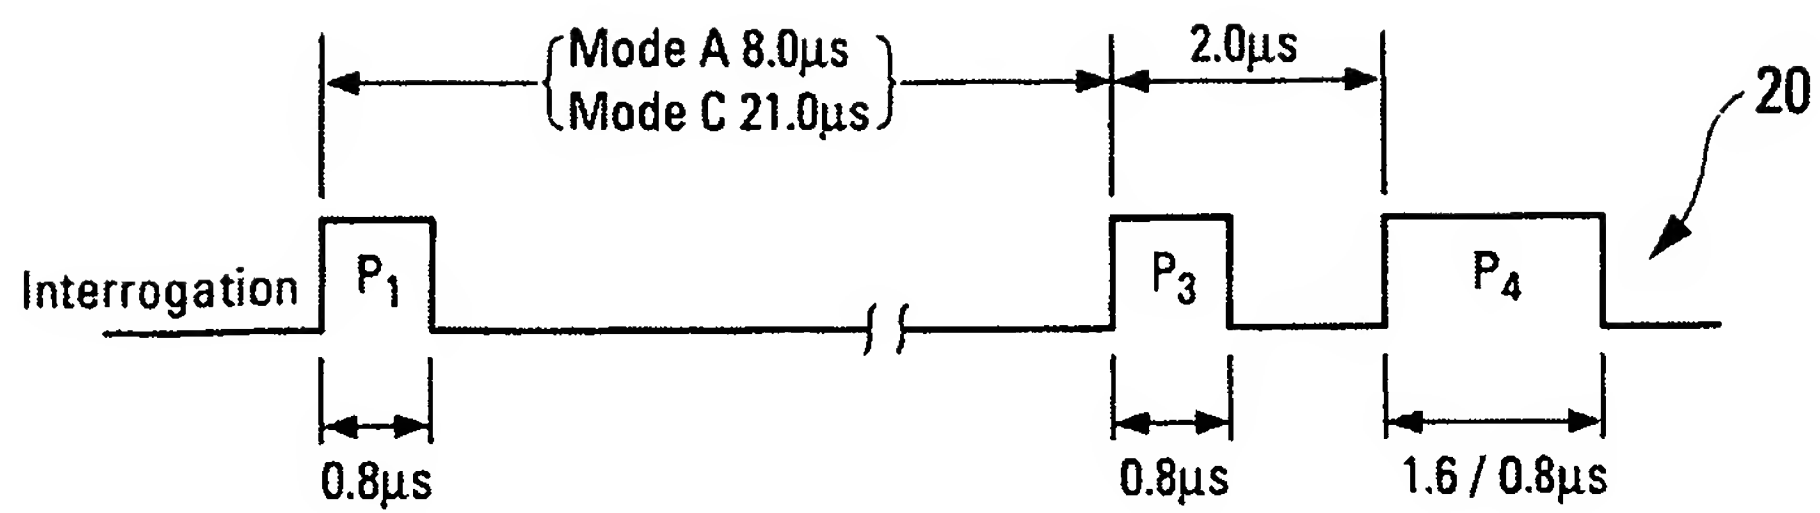 Mode A 8.0µs
Mode C 21.0µs
2.0µs
20
Interrogation
P1
P3
P4
0.8µs
0.8µs
1.6 / 0.8µs